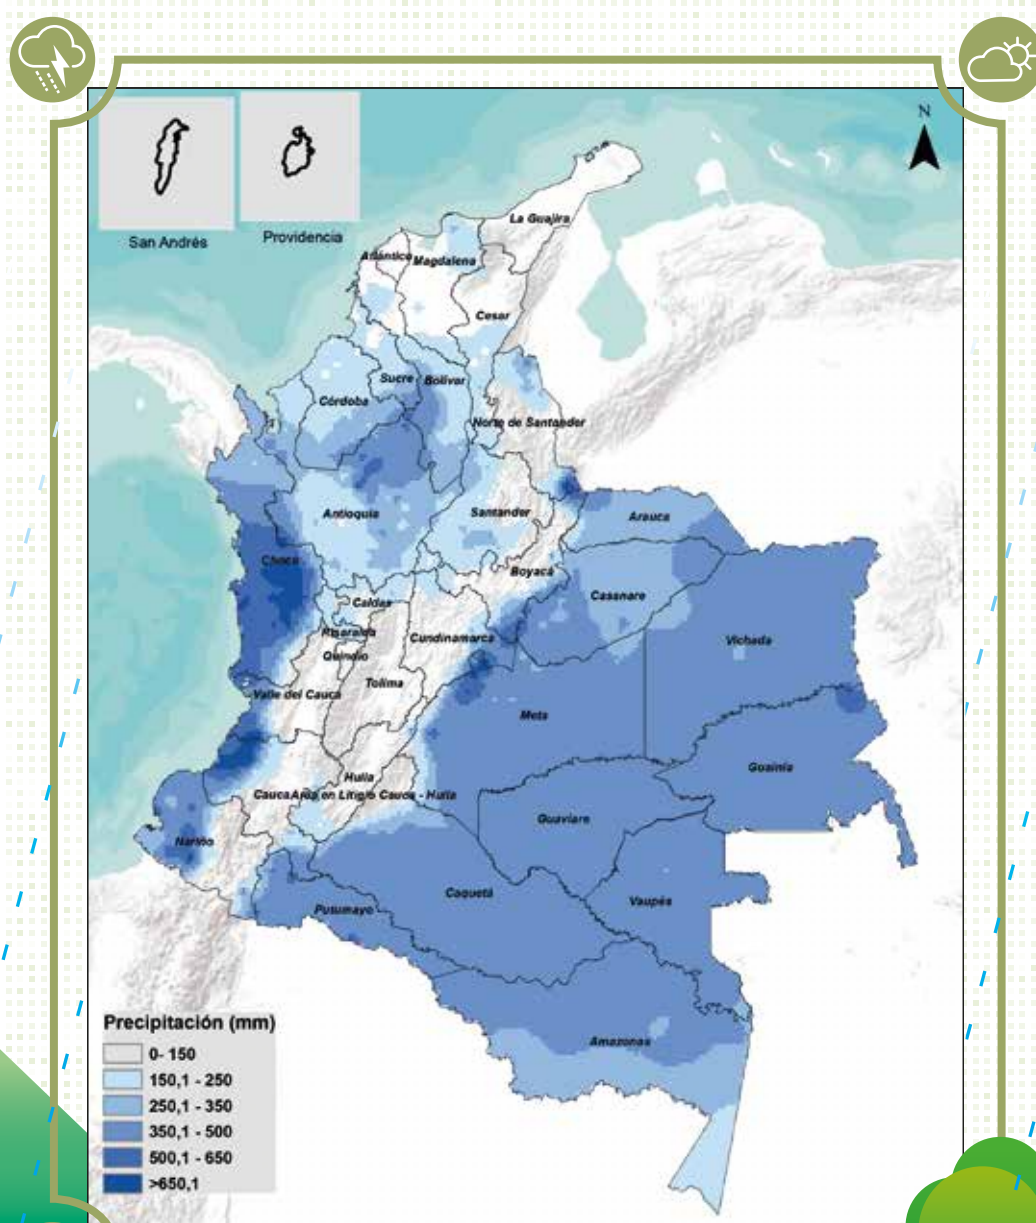 N
San Andrés
Providencia
La Guajira
Atlántico
Magdalena
Cesar
Sucre
Bolívar
Córdoba
Norte de Santander
Antioquia
Santander
Arauca
Chocó
Boyacá
Casanare
Caldas
Risaralda
Cundinamarca
Vichada
Quindío
Tolima
Valle del Cauca
Meta
Guainía
Huila
Cauca
Área en Litigio Cauca - Huila
Guaviare
Nariño
Caquetá
Vaupés
Putumayo
Amazonas
Precipitación (mm)
0- 150
150,1 - 250
250,1 - 350
350,1 - 500
500,1 - 650
>650,1